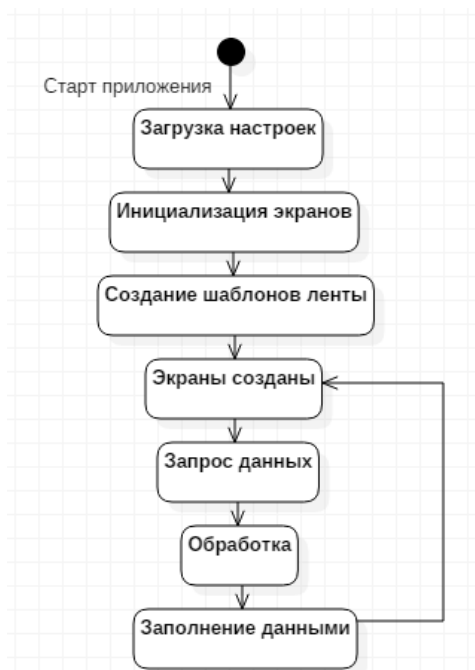 Старт приложения
Загрузка настроек
Инициализация экранов
Создание шаблонов ленты
Экраны созданы
Запрос данных
Обработка
Заполнение данными